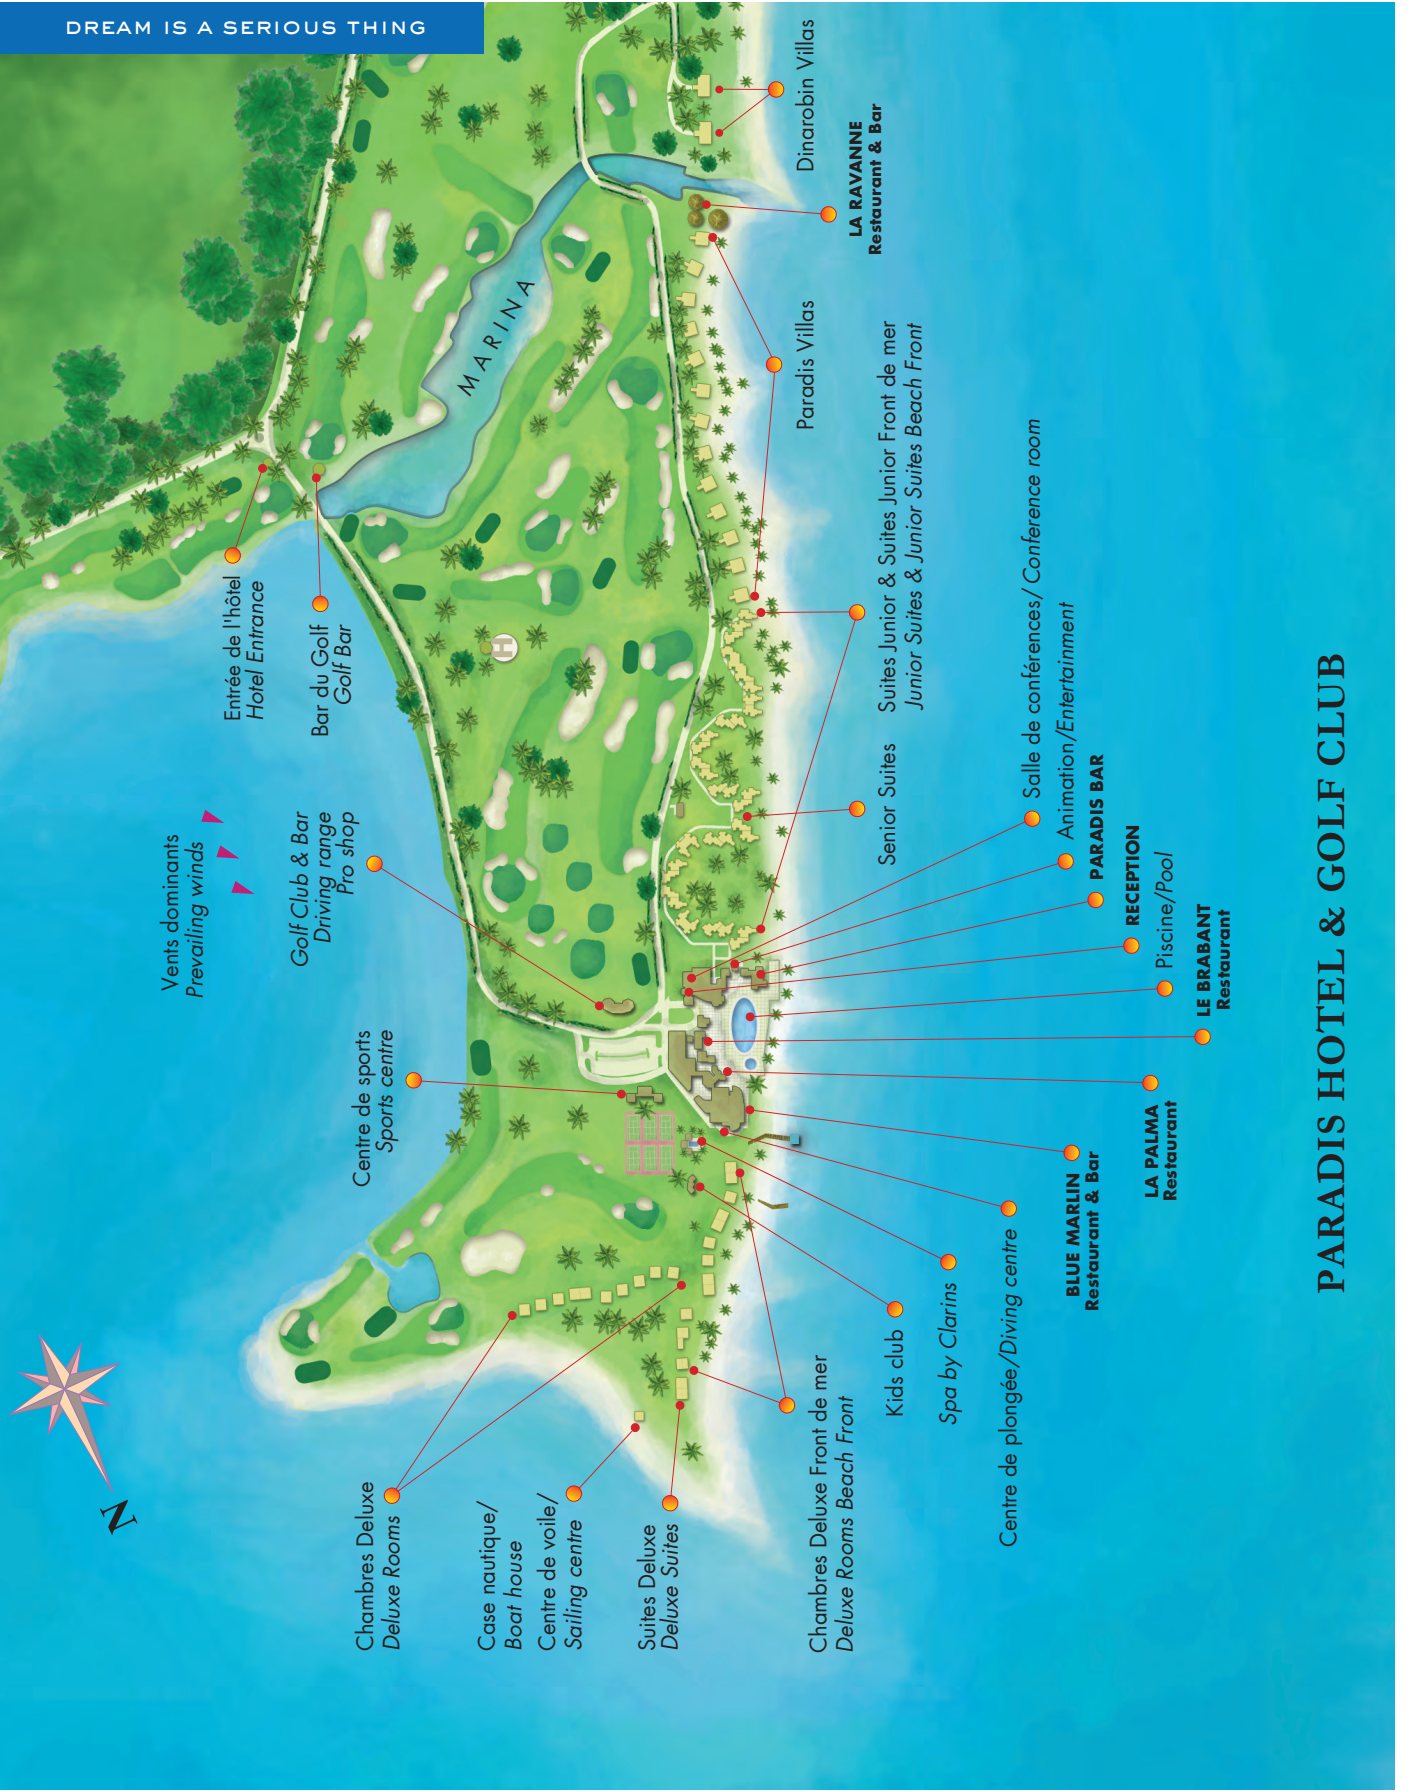 DREAM IS A SERIOUS THING
Dinarobin Villas
LA RAVANNE
Restaurant & Bar
Paradis Villas
MARINA
Suites Junior & Suites Junior Front de mer
Junior Suites & Junior Suites Beach Front
Senior Suites
Salle de conférences/ Conference room
Animation/Entertainment
PARADIS BAR
RECEPTION
Piscine/Pool
LE BRABANT
Restaurant
LA PALMA
Restaurant
BLUE MARLIN
Restaurant & Bar
Centre de plongée/Diving centre
Spa by Clarins
Kids club
Chambres Deluxe Front de mer
Deluxe Rooms Beach Front
Suites Deluxe
Deluxe Suites
Case nautique/
Boat house
Centre de voile/
Sailing centre
Chambres Deluxe
Deluxe Rooms
N
Centre de sports
Sports centre
Golf Club & Bar
Driving range
Pro shop
Vents dominants
Prevailing winds
Bar du Golf
Golf Bar
Entrée de l'hôtel
Hotel Entrance
H
PARADIS HOTEL & GOLF CLUB